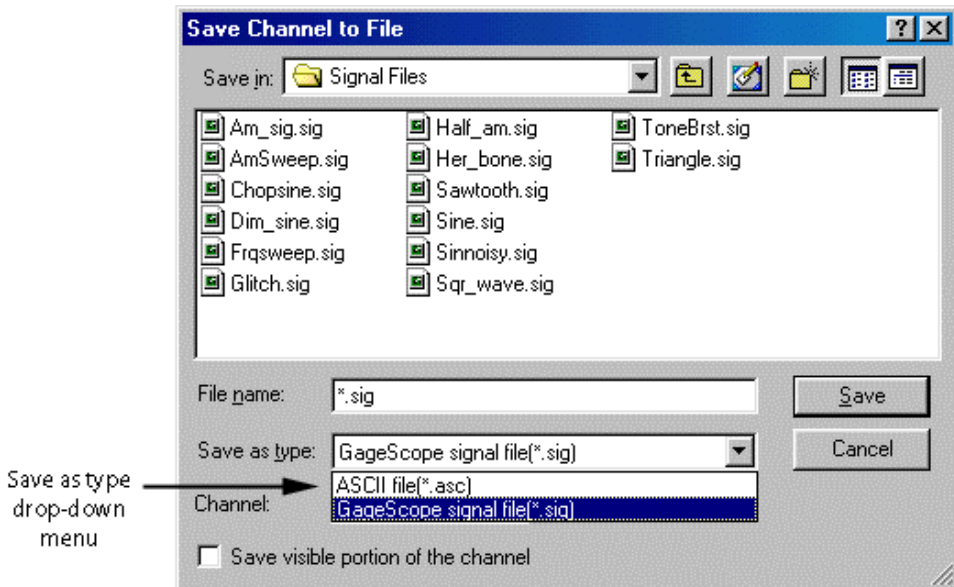 Save Channel to File
Save in: Signal Files
Am_sig.sig Half_am.sig ToneBrst.sig
AmSweep.sig Her_bone.sig Triangle.sig
Chopsine.sig Sawtooth.sig
Dim_sine.sig Sine.sig
Frqsweep.sig Sinnoisy.sig
Glitch.sig Sqr_wave.sig
File name: *.sig Save
Save as type: GageScope signal file(*.sig) Cancel
ASCII file(*.asc)
Channel: GageScope signal file(*.sig)
Save visible portion of the channel
Save as type
drop-down
menu